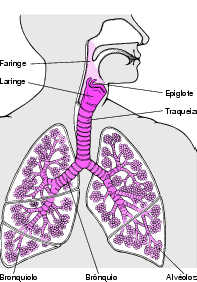 Faringe
Laringe
Epiglote
Traqueia
Bronquíolo
Brônquio
Alvéolos